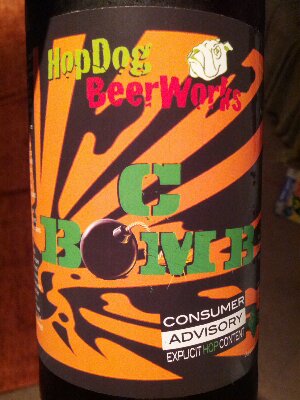 HopDog
BeerWorks
C
BOMB
CONSUMER
ADVISORY
EXPLICIT HOP CONTENT